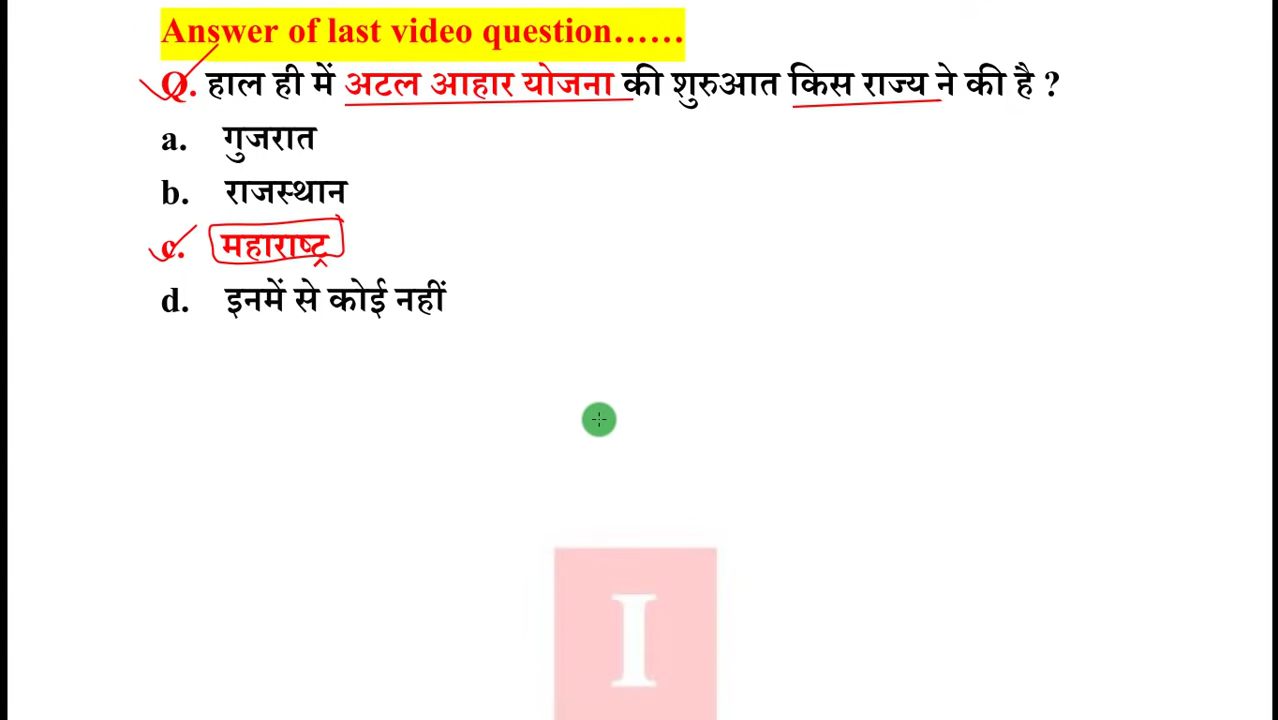 Answer of last video question……
Q. हाल ही में अटल आहार योजना की शुरुआत किस राज्य ने की है ?
a. गुजरात
b. राजस्थान
c. महाराष्ट्र
d. इनमें से कोई नहीं
I